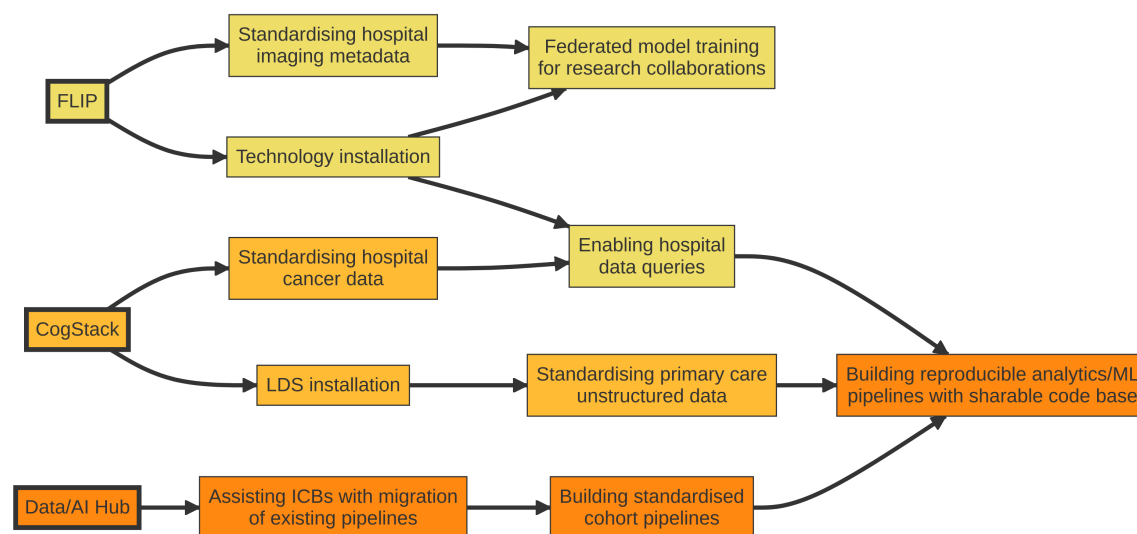 Standardising hospital
imaging metadata
Federated model training
for research collaborations
FLIP
Technology installation
Enabling hospital
data queries
Standardising hospital
cancer data
CogStack
LDS installation
Standardising primary care
unstructured data
Building reproducible analytics/ML
pipelines with sharable code base
Data/AI Hub
Assisting ICBs with migration
of existing pipelines
Building standardised
cohort pipelines